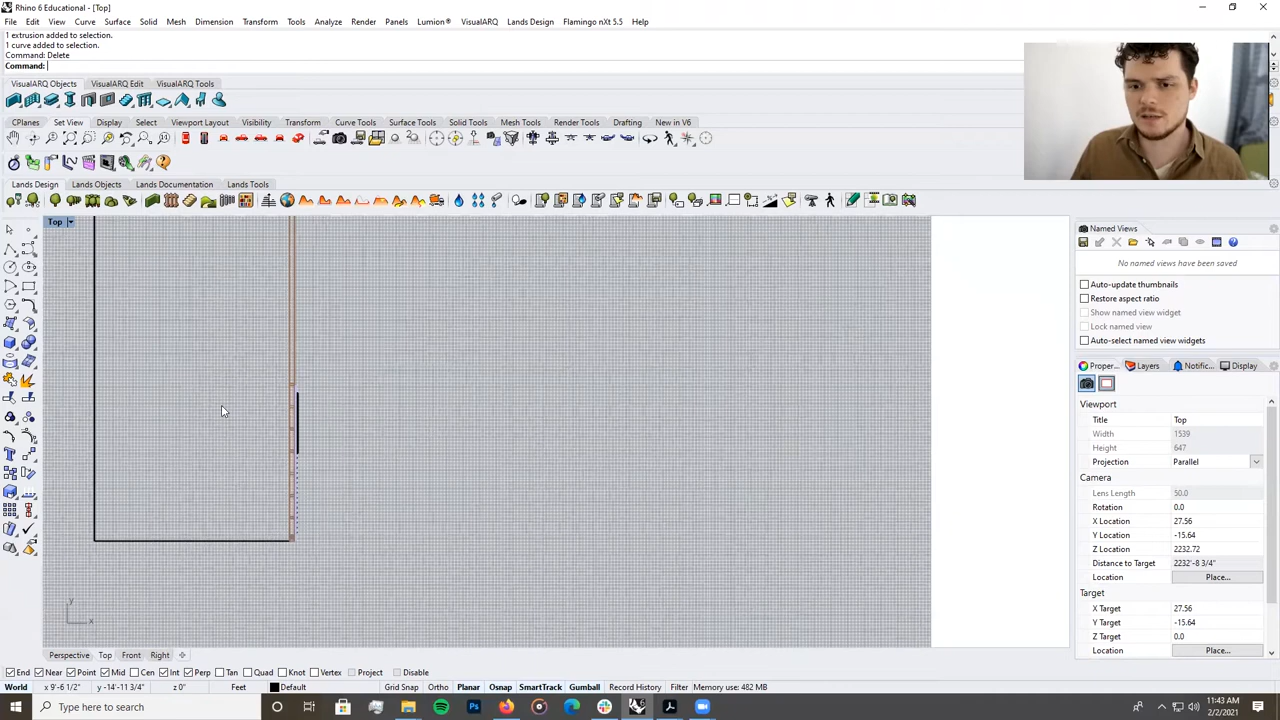 Rhino 6 Educational - [Top]
File Edit View Curve Surface Solid Mesh Dimension Transform Tools Analyze Render Panels Lumion® VisualARQ Lands Design Flamingo nXt 5.5 Help
1 extrusion added to selection.
1 curve added to selection.
Command: Delete
Command:
VisualARQ Objects VisualARQ Edit VisualARQ Tools
CPlanes Set View Display Select Viewport Layout Visibility Transform Curve Tools Surface Tools Solid Tools Mesh Tools Render Tools Drafting New in V6
Lands Design Lands Objects Lands Documentation Lands Tools
Top
Named Views
No named views have been saved
Auto-update thumbnails
Restore aspect ratio
Show named view widget
Lock named view
Auto-select named view widgets
Proper... Layers Notific... Display
Viewport
Title Top
Width 1539
Height 647
Projection Parallel
Camera
Lens Length 50.0
Rotation 0.0
X Location 27.56
Y Location -15.64
Z Location 2232.72
Distance to Target 2232'-8 3/4"
Location Place...
Target
X Target 27.56
Y Target -15.64
Z Target 0.0
Location Place...
y
x
Perspective Top Front Right
End Near Point Mid Cen Int Perp Tan Quad Knot Vertex Project Disable
World x 9'-6 1/2" y -14'-11 3/4" z 0" Feet Default Grid Snap Ortho Planar Osnap SmartTrack Gumball Record History Filter Memory use: 482 MB
Type here to search
11:43 AM
2/2/2021